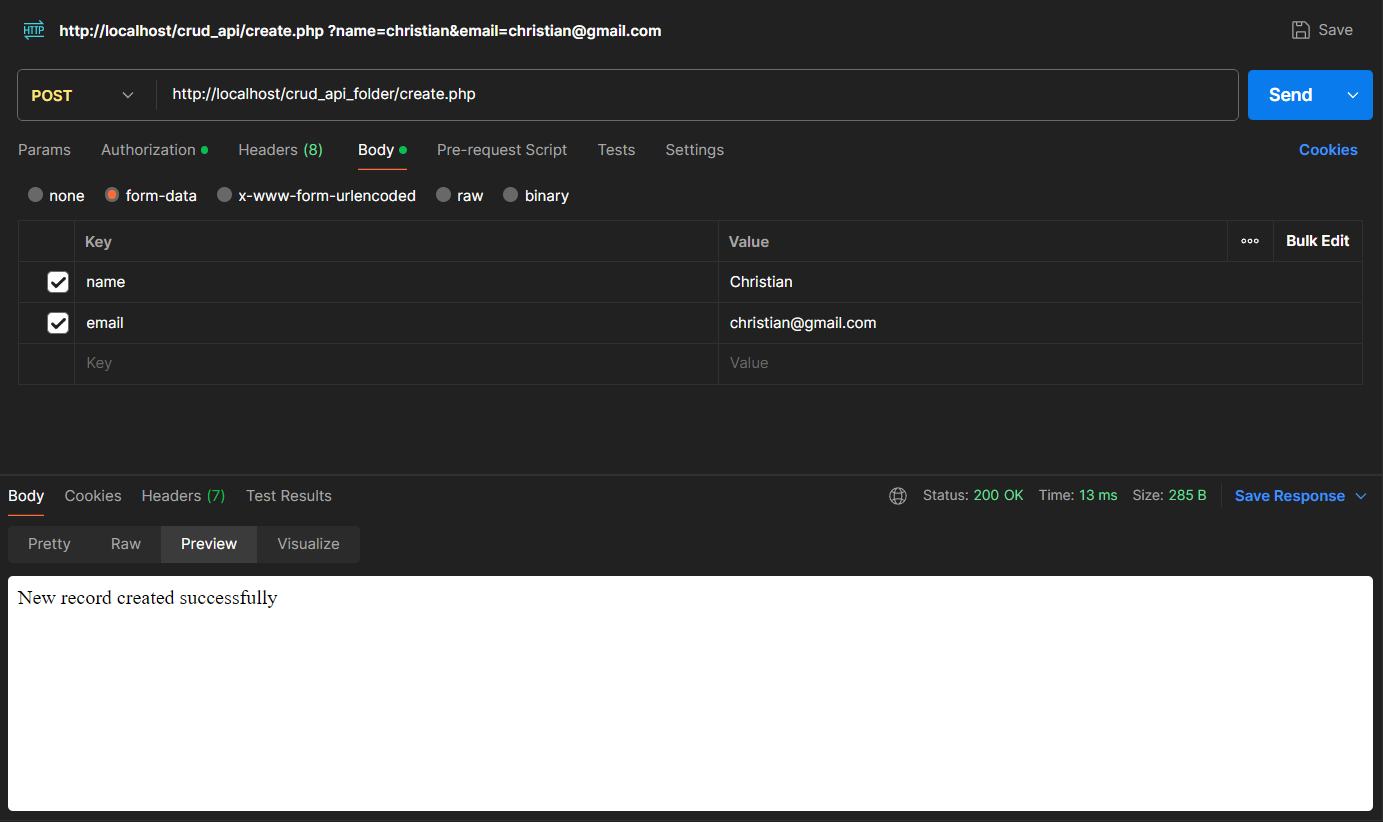 HTTP http://localhost/crud_api/create.php ?name=christian&email=christian@gmail.com Save
POST http://localhost/crud_api_folder/create.php Send
Params Authorization Headers (8) Body Pre-request Script Tests Settings Cookies
none form-data x-www-form-urlencoded raw binary
Key Value Bulk Edit
name Christian
email christian@gmail.com
Key Value
Body Cookies Headers (7) Test Results Status: 200 OK Time: 13 ms Size: 285 B Save Response
Pretty Raw Preview Visualize
New record created successfully